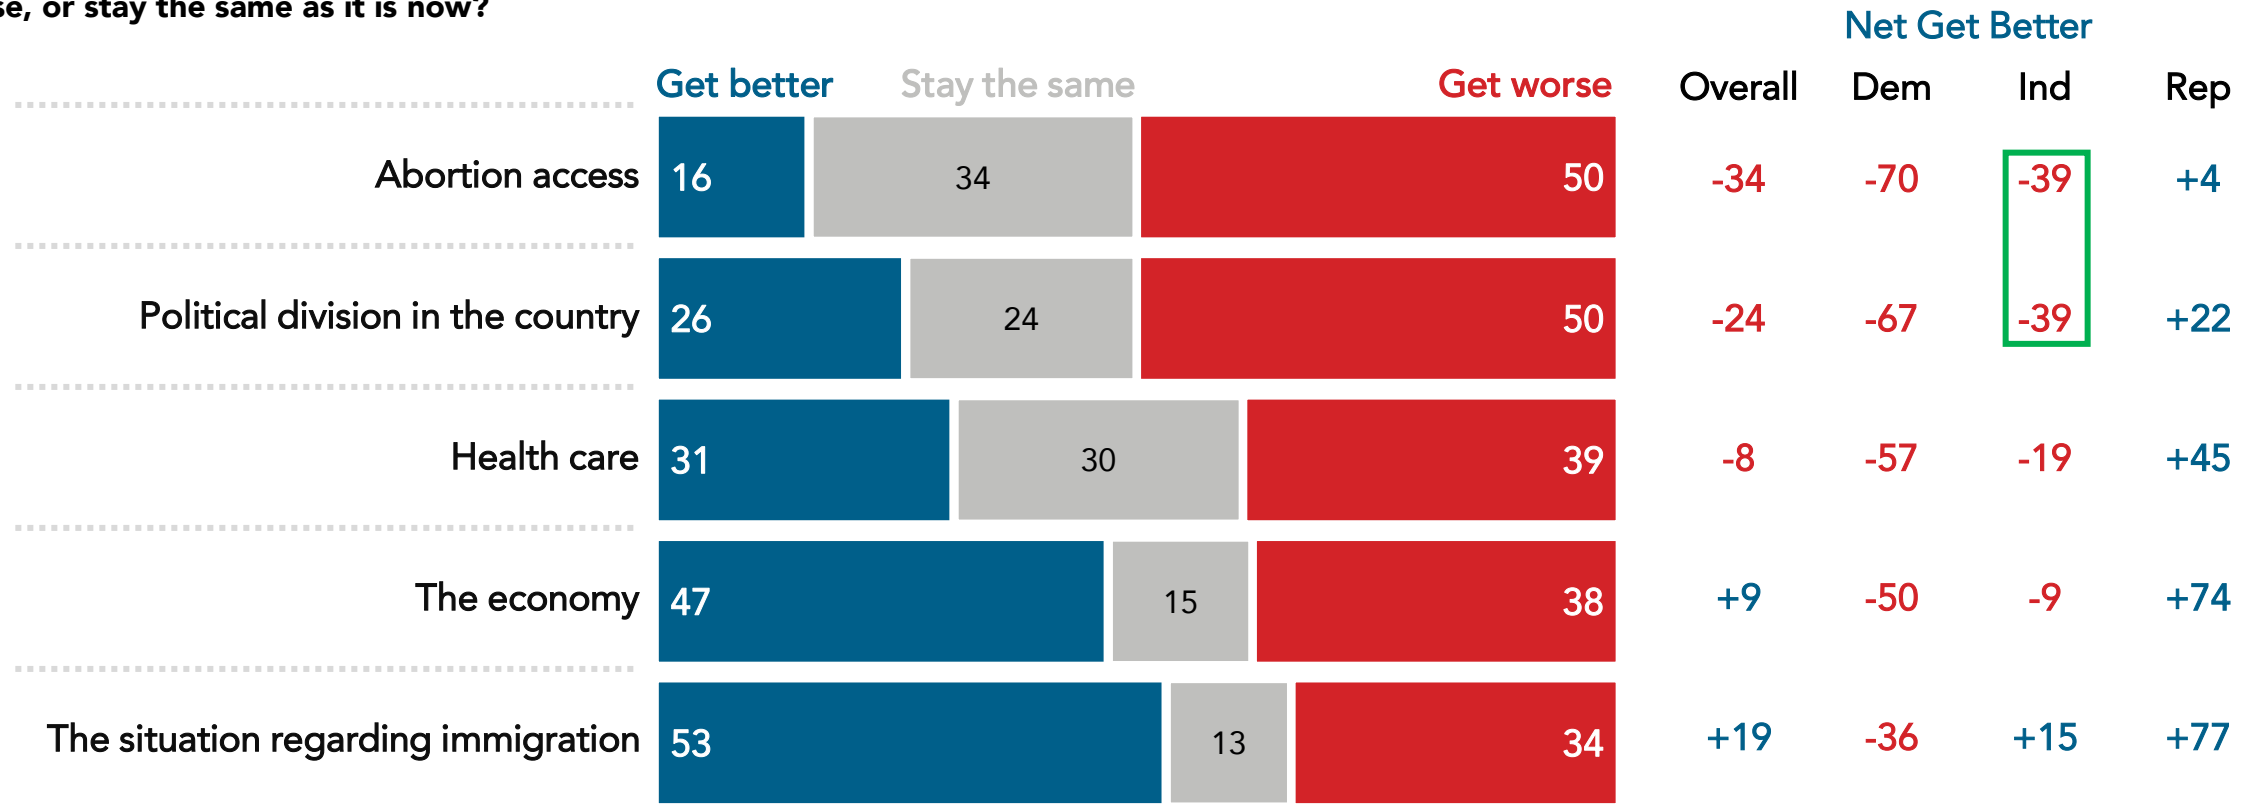 se, or stay the same as it is now?
Net Get Better
Get better Stay the same Get worse Overall Dem Ind Rep
Abortion access 16 34 50 -34 -70 -39 +4
Political division in the country 26 24 50 -24 -67 -39 +22
Health care 31 30 39 -8 -57 -19 +45
The economy 47 15 38 +9 -50 -9 +74
The situation regarding immigration 53 13 34 +19 -36 +15 +77